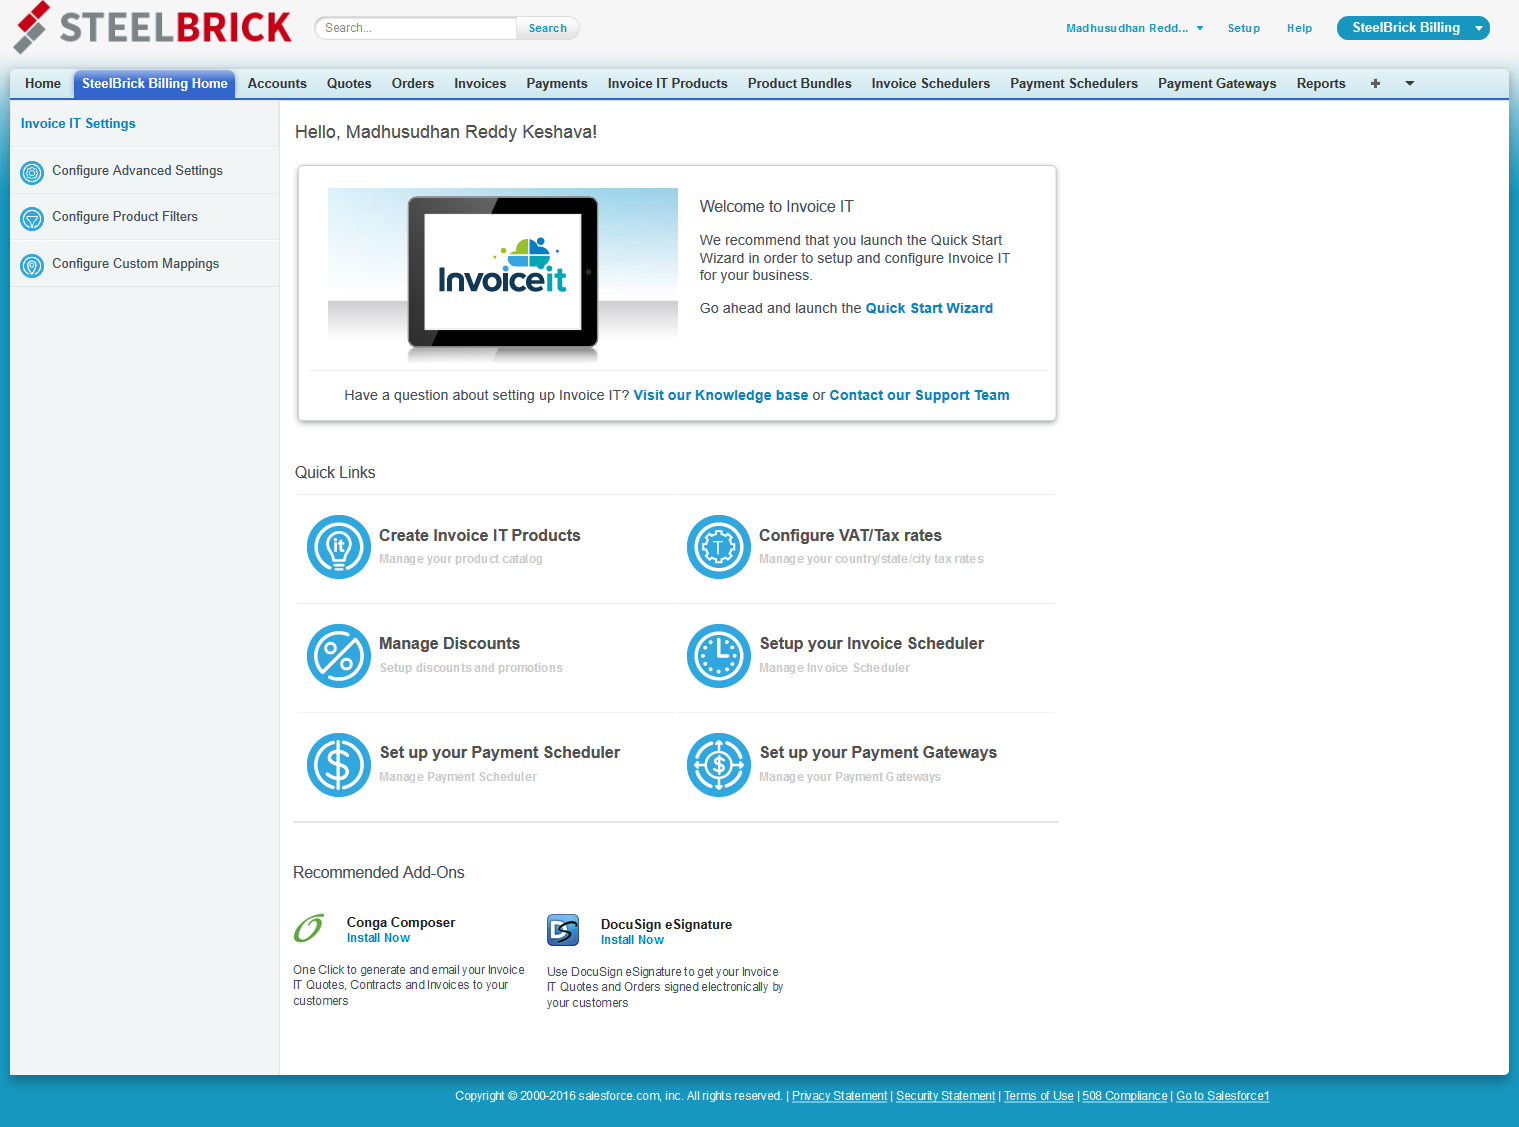 STEELBRICK
Search...
Search
Madhusudhan Redd...
Setup
Help
SteelBrick Billing
Home
SteelBrick Billing Home
Accounts
Quotes
Orders
Invoices
Payments
Invoice IT Products
Product Bundles
Invoice Schedulers
Payment Schedulers
Payment Gateways
Reports
Invoice IT Settings
Configure Advanced Settings
Configure Product Filters
Configure Custom Mappings
Hello, Madhusudhan Reddy Keshava!
Invoiceit
Welcome to Invoice IT
We recommend that you launch the Quick Start
Wizard in order to setup and configure Invoice IT
for your business.
Go ahead and launch the Quick Start Wizard
Have a question about setting up Invoice IT? Visit our Knowledge base or Contact our Support Team
Quick Links
it
Create Invoice IT Products
Manage your product catalog
T
Configure VAT/Tax rates
Manage your country/state/city tax rates
%
Manage Discounts
Setup discounts and promotions
Setup your Invoice Scheduler
Manage Invoice Scheduler
$
Set up your Payment Scheduler
Manage Payment Scheduler
$
Set up your Payment Gateways
Manage your Payment Gateways
Recommended Add-Ons
Conga Composer
Install Now
One Click to generate and email your Invoice
IT Quotes, Contracts and Invoices to your
customers
DS
DocuSign eSignature
Install Now
Use DocuSign eSignature to get your Invoice
IT Quotes and Orders signed electronically by
your customers
Copyright © 2000-2016 salesforce.com, inc. All rights reserved. | Privacy Statement | Security Statement | Terms of Use | 508 Compliance | Go to Salesforce1